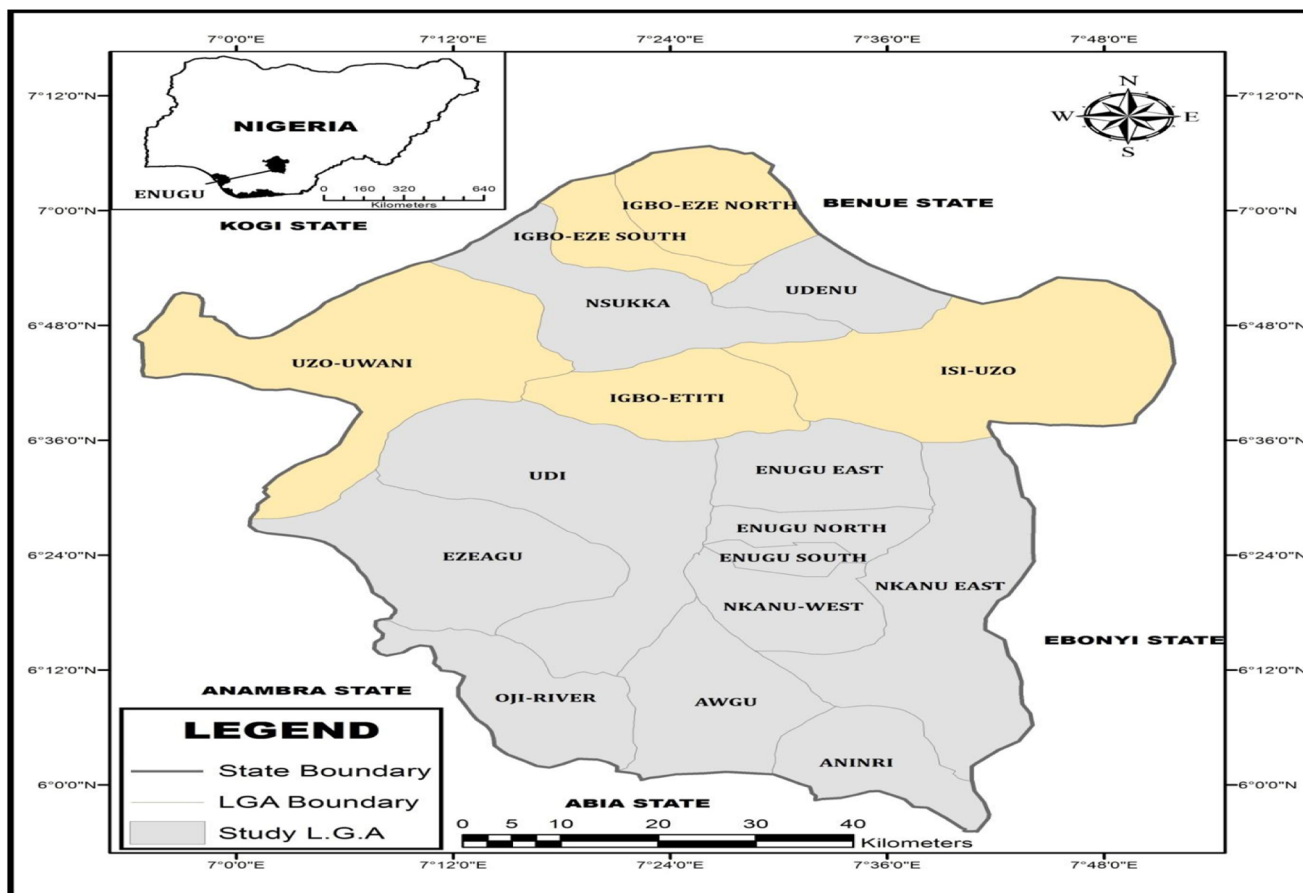 7°0'0"E 7°12'0"E 7°24'0"E 7°36'0"E 7°48'0"E
7°12'0"N
7°0'0"N
6°48'0"N
6°36'0"N
6°24'0"N
6°12'0"N
6°0'0"N
NIGERIA
ENUGU
0 160 320 640
Kilometers
N
W E
S
7°12'0"N
7°0'0"N
6°48'0"N
6°36'0"N
6°24'0"N
6°12'0"N
6°0'0"N
KOGI STATE
BENUE STATE
IGBO-EZE NORTH
IGBO-EZE SOUTH
NSUKKA
UDENU
UZO-UWANI
ISI-UZO
IGBO-ETITI
UDI
ENUGU EAST
ENUGU NORTH
EZEAGU
ENUGU SOUTH
NKANU EAST
NKANU-WEST
EBONYI STATE
ANAMBRA STATE
OJI-RIVER
AWGU
ANINRI
ABIA STATE
LEGEND
State Boundary
LGA Boundary
Study L.G.A
0 5 10 20 30 40
Kilometers
7°0'0"E 7°12'0"E 7°24'0"E 7°36'0"E 7°48'0"E